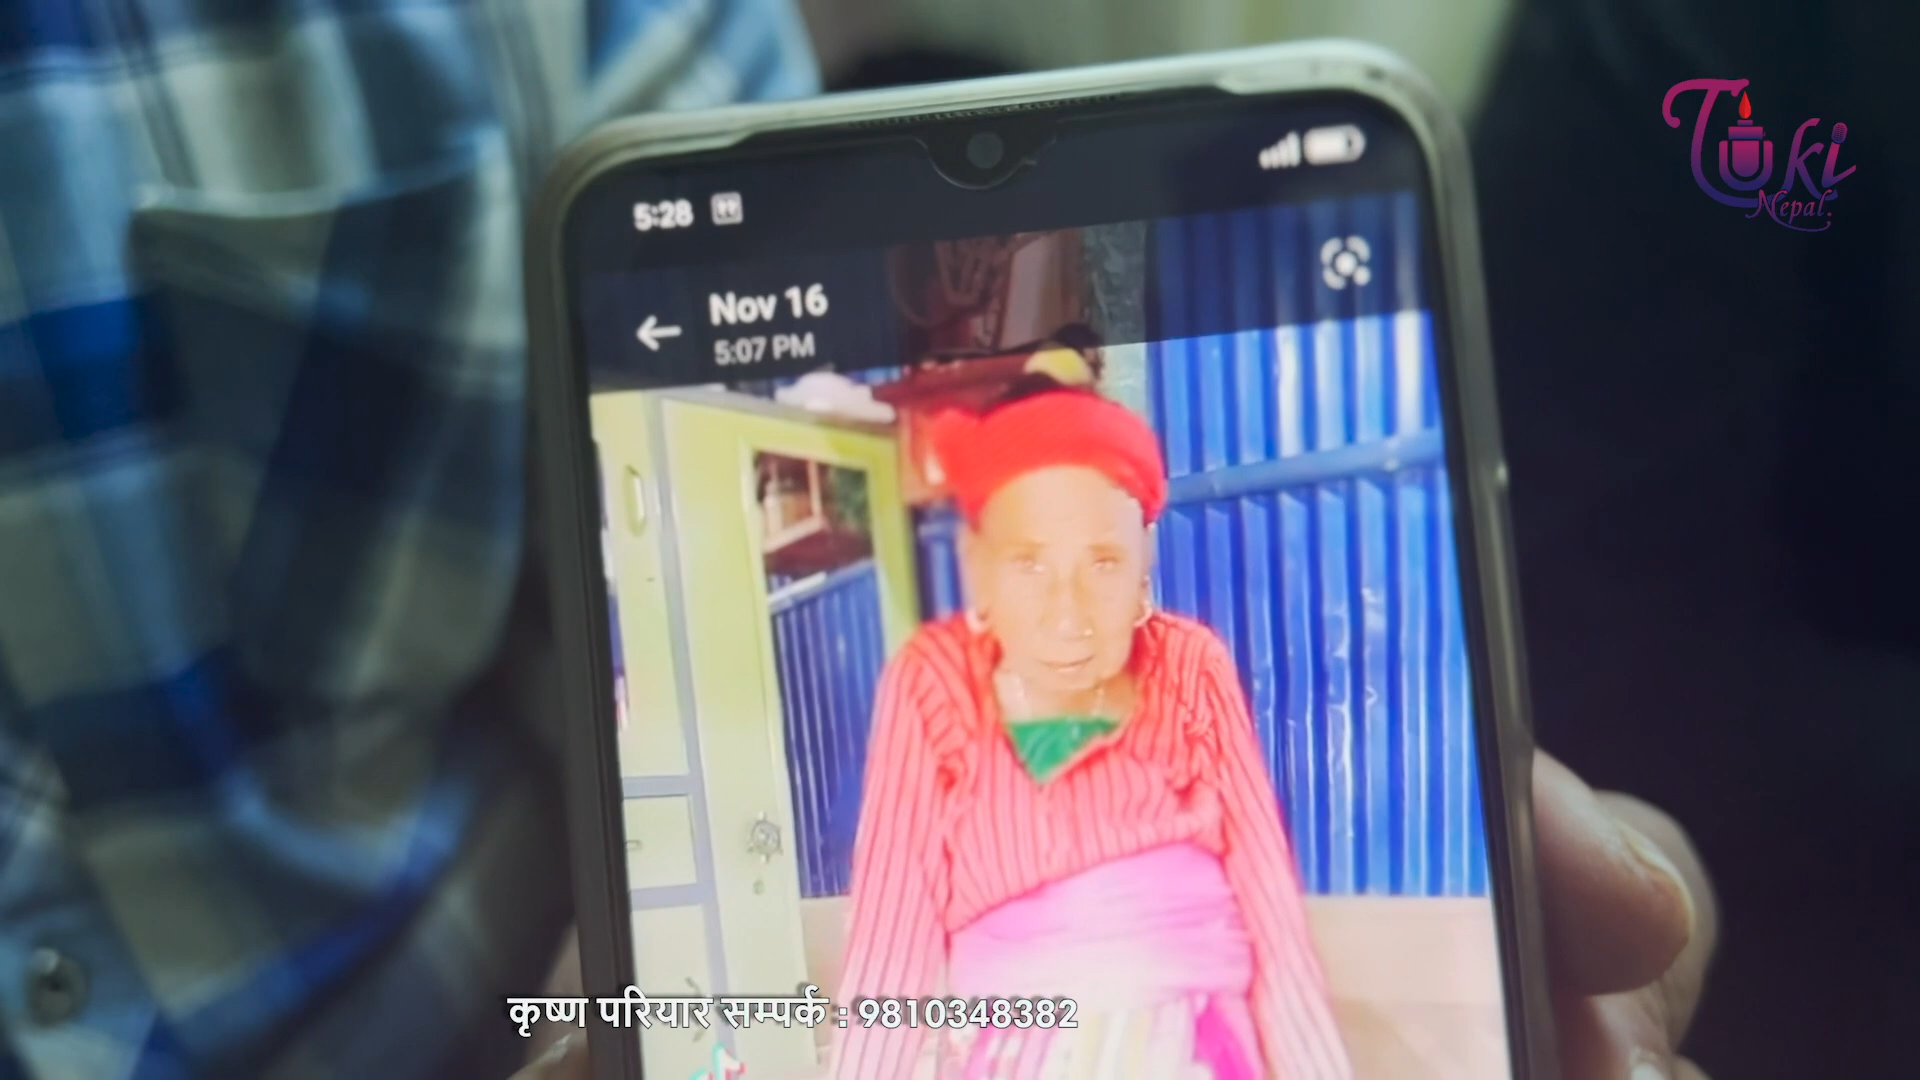 Tuki
Nepal.
5:28
Nov 16
5:07 PM
कृष्ण परियार सम्पर्क : 9810348382